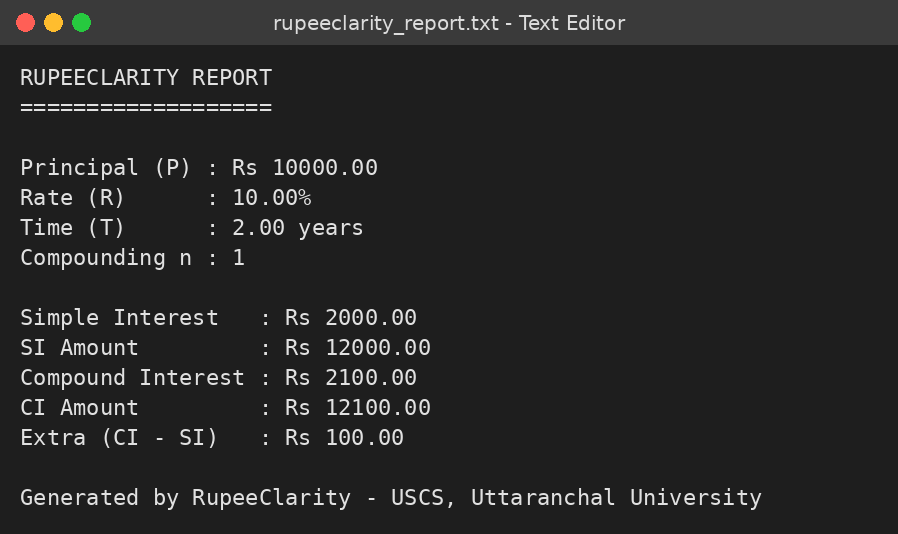 rupeeclarity_report.txt - Text Editor
RUPEECLARITY REPORT
===================
Principal (P) : Rs 10000.00
Rate (R)      : 10.00%
Time (T)      : 2.00 years
Compounding n : 1
Simple Interest   : Rs 2000.00
SI Amount         : Rs 12000.00
Compound Interest : Rs 2100.00
CI Amount         : Rs 12100.00
Extra (CI - SI)   : Rs 100.00
Generated by RupeeClarity - USCS, Uttaranchal University